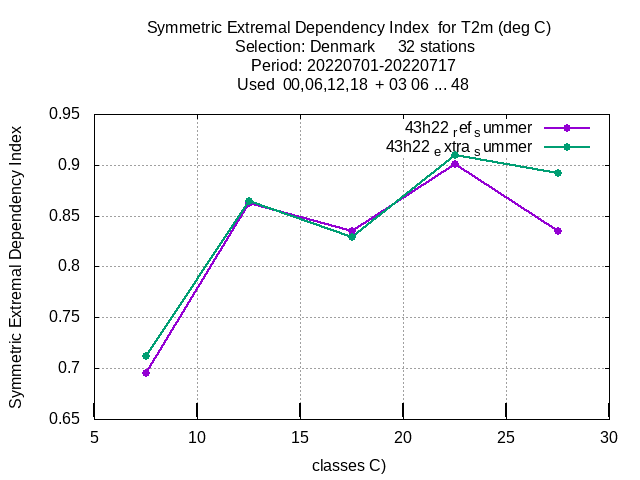 Symmetric Extremal Dependency Index  for T2m (deg C)
Selection: Denmark     32 stations
Period: 20220701-20220717
Used  00,06,12,18  + 03 06 ... 48
43h22 ref summer
43h22 extra summer
Symmetric Extremal Dependency Index
0.95
0.9
0.85
0.8
0.75
0.7
0.65
5 10 15 20 25 30
classes C)